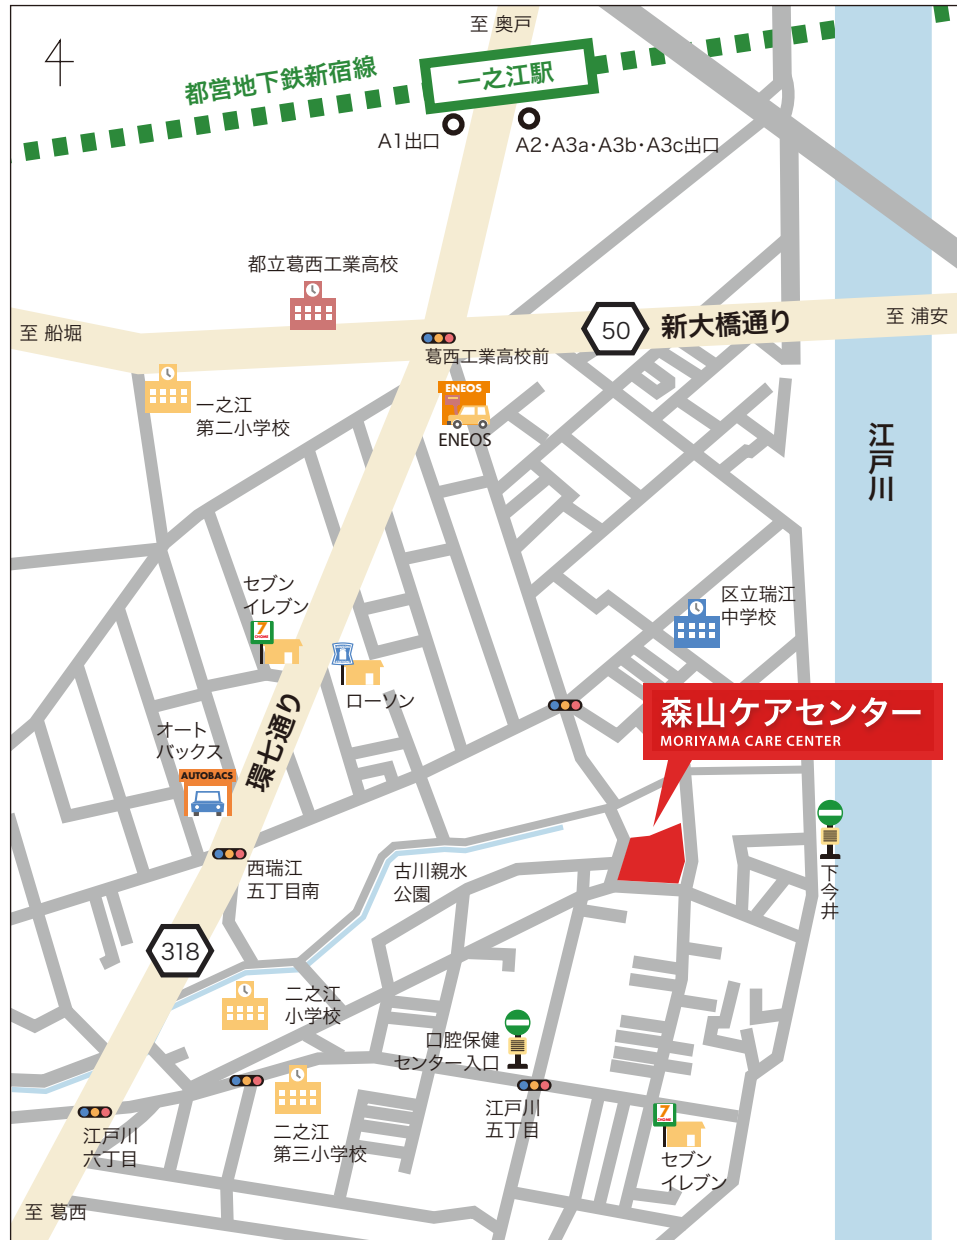 至 奥戸
都営地下鉄新宿線
一之江駅
A1出口
A2・A3a・A3b・A3c出口
都立葛西工業高校
至 船堀
50
新大橋通り
至 浦安
葛西工業高校前
一之江
第二小学校
ENEOS
ENEOS
江戸川
セブン
イレブン
区立瑞江
中学校
ローソン
森山ケアセンター
MORIYAMA CARE CENTER
環七通り
オート
バックス
AUTOBACS
西瑞江
五丁目南
古川親水
公園
下今井
318
二之江
小学校
口腔保健
センター入口
江戸川
五丁目
江戸川
六丁目
二之江
第三小学校
セブン
イレブン
至 葛西